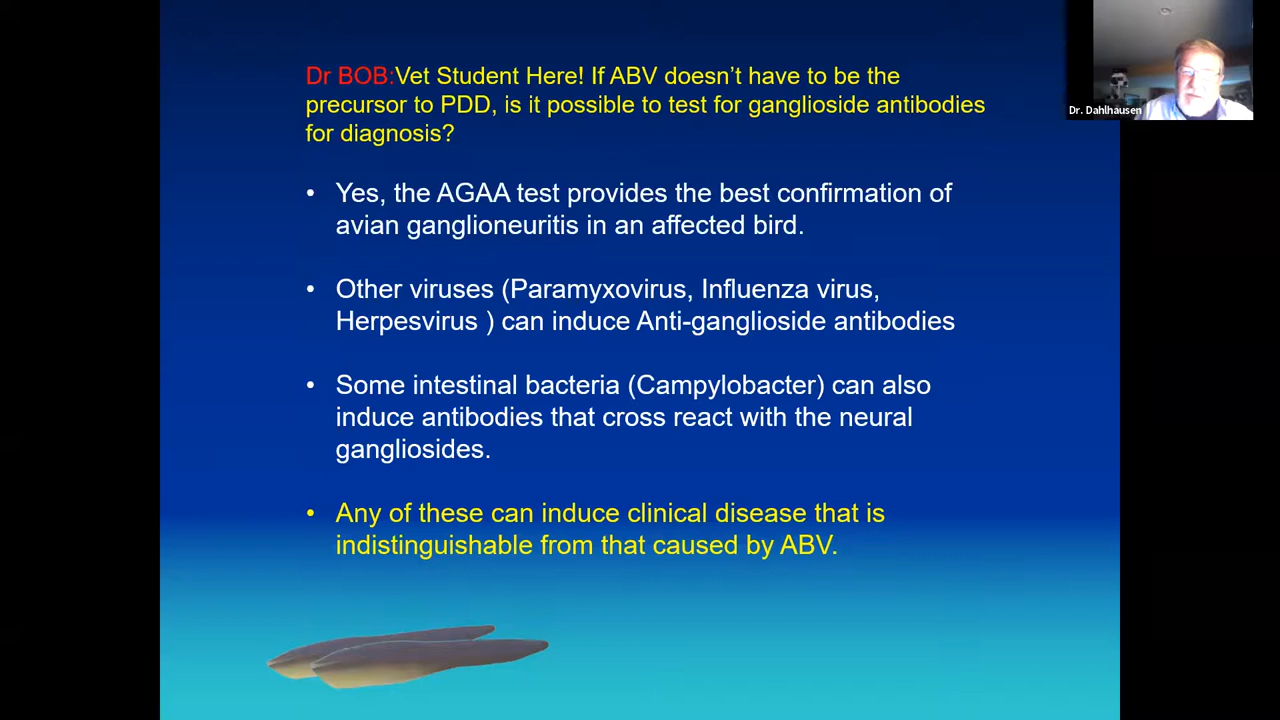 Dr BOB:Vet Student Here! If ABV doesn’t have to be the
precursor to PDD, is it possible to test for ganglioside antibodies
for diagnosis?
• Yes, the AGAA test provides the best confirmation of
avian ganglioneuritis in an affected bird.
• Other viruses (Paramyxovirus, Influenza virus,
Herpesvirus ) can induce Anti-ganglioside antibodies
• Some intestinal bacteria (Campylobacter) can also
induce antibodies that cross react with the neural
gangliosides.
• Any of these can induce clinical disease that is
indistinguishable from that caused by ABV.
Dr. Dahlhausen